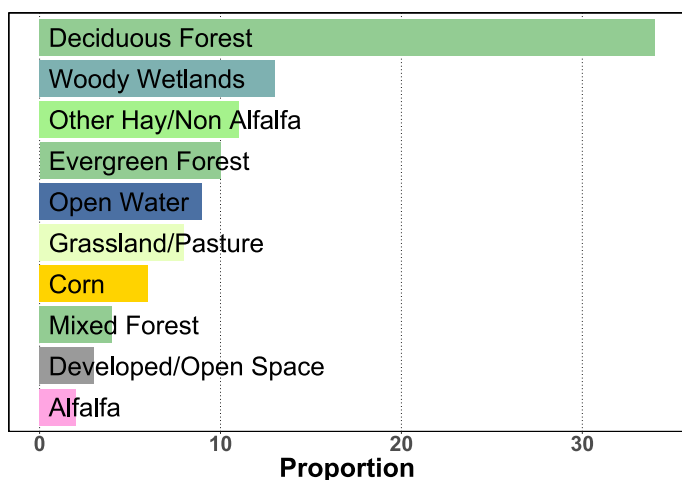 Deciduous Forest
Woody Wetlands
Other Hay/Non Alfalfa
Evergreen Forest
Open Water
Grassland/Pasture
Corn
Mixed Forest
Developed/Open Space
Alfalfa
0 10 20 30
Proportion